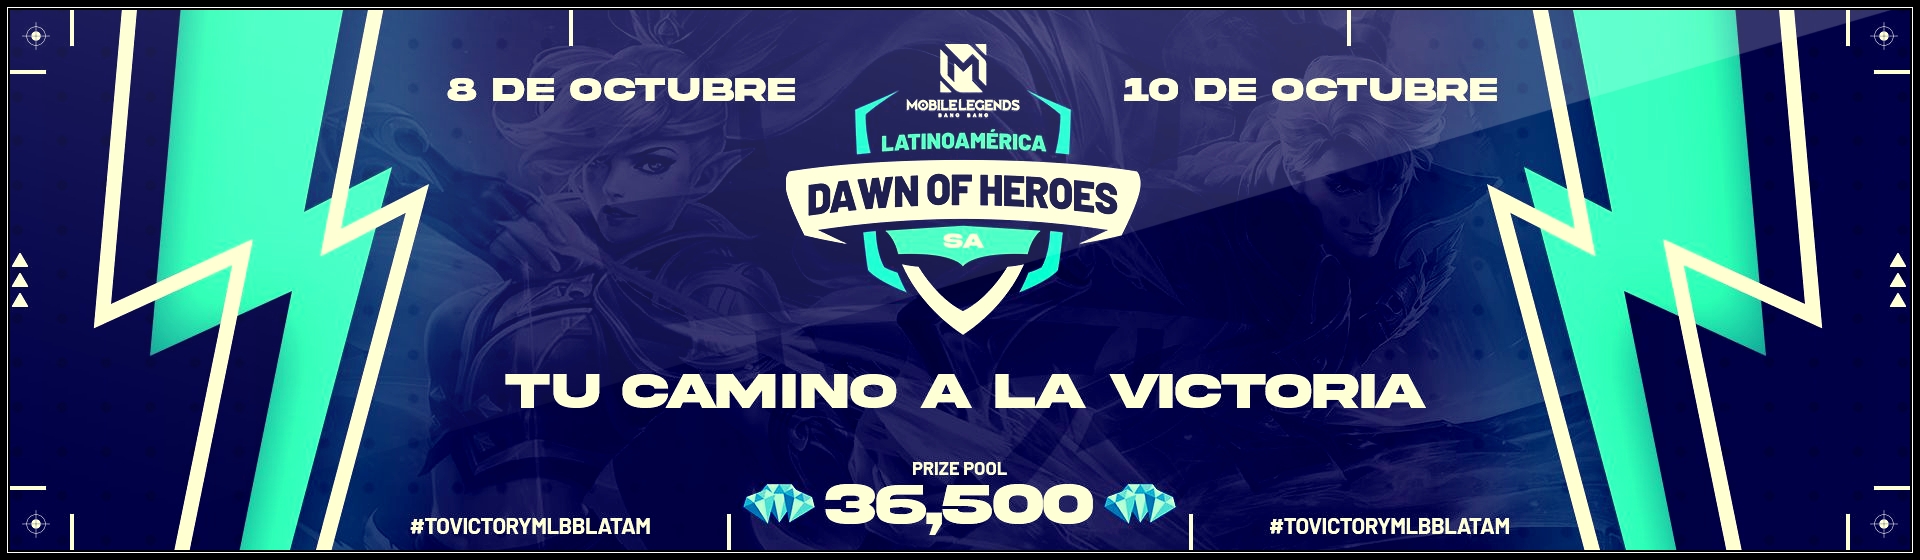 8 DE OCTUBRE
MOBILE LEGENDS
BANG BANG
10 DE OCTUBRE
LATINOAMÉRICA
DAWN OF HEROES
SA
TU CAMINO A LA VICTORIA
PRIZE POOL
36,500
#TOVICTORYMLBBLATAM
#TOVICTORYMLBBLATAM